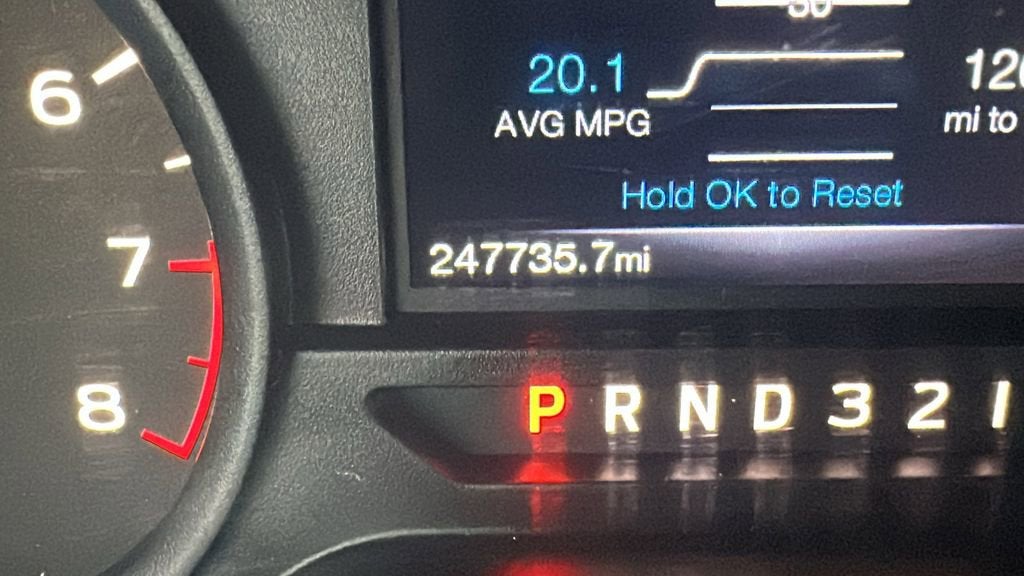 6
7
8
20.1
AVG MPG
mi to
Hold OK to Reset
247735.7mi
P R N D 3 2 1